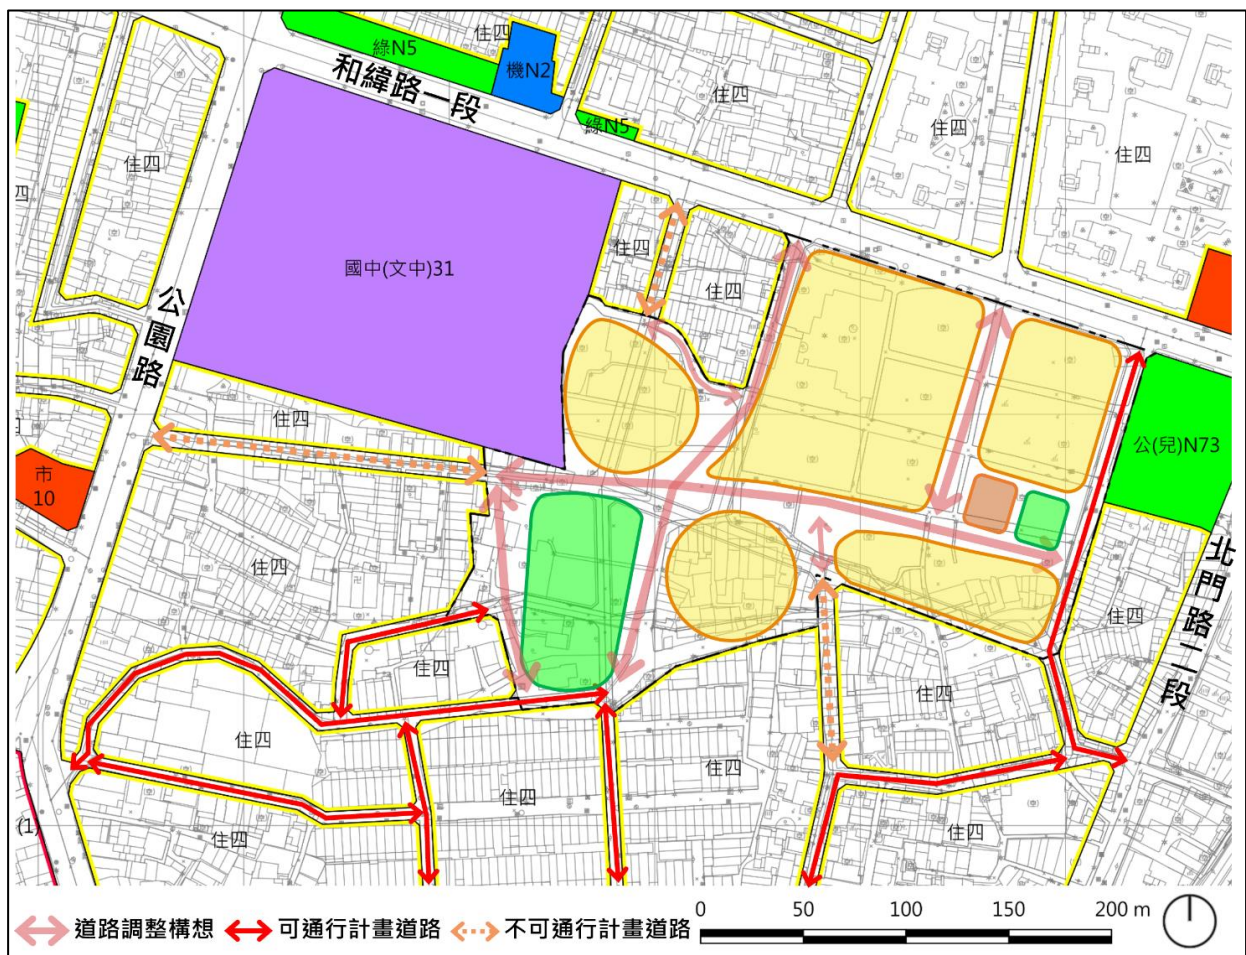 住四
綠N5
機N2
和緯路一段
住四
綠N5
住四
住四
住四
四
住四
國中(文中)31
住四
公園路
住四
公(兒)N73
住四
市
10
住四
北門路二段
住四
住四
住四
住四
住四
住四
住四
住四
(1)
道路調整構想
可通行計畫道路
不可通行計畫道路
0
50
100
150
200 m